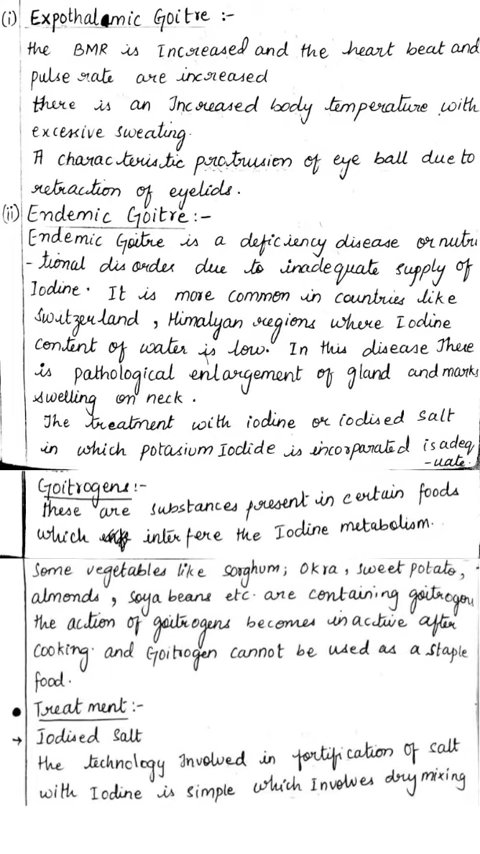 (i) Expothalamic Goitre :-
the BMR is Increased and the heart beat and
pulse rate are increased
there is an Increased body temperature with
excessive sweating.
A characteristic protrusion of eye ball due to
retraction of eyelids.
(ii) Endemic Goitre :-
Endemic Goitre is a deficiency disease or nutri
- tional disorder due to inadequate supply of
Iodine. It is more common in countries like
Switzerland, Himalyan regions where Iodine
content of water is low. In this disease There
is pathological enlargement of gland and marks
swelling on neck.
The treatment with iodine or iodised salt
in which potasium Iodide is incorparated is adeq
-uate.
Goitrogens:-
these are substances present in certain foods
which interfere the Iodine metabolism.
Some vegetables like sorghum; Okra, sweet potato,
almonds, soya beans etc. are containing goitrogen
the action of goitrogens becomes inactive after
cooking. and Goitrogen cannot be used as a staple
food.
• Treatment :-
→ Iodised salt
the technology Involved in fortification of salt
with Iodine is simple which Involves dry mixing